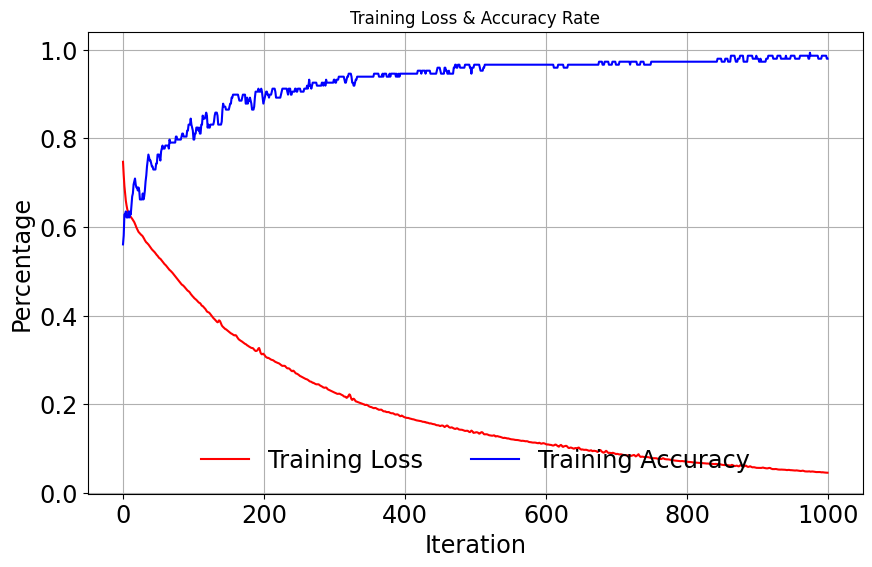 Training Loss & Accuracy Rate
1.0
0.8
0.6
0.4
0.2
0.0
Percentage
Training Loss
Training Accuracy
0 200 400 600 800 1000
Iteration